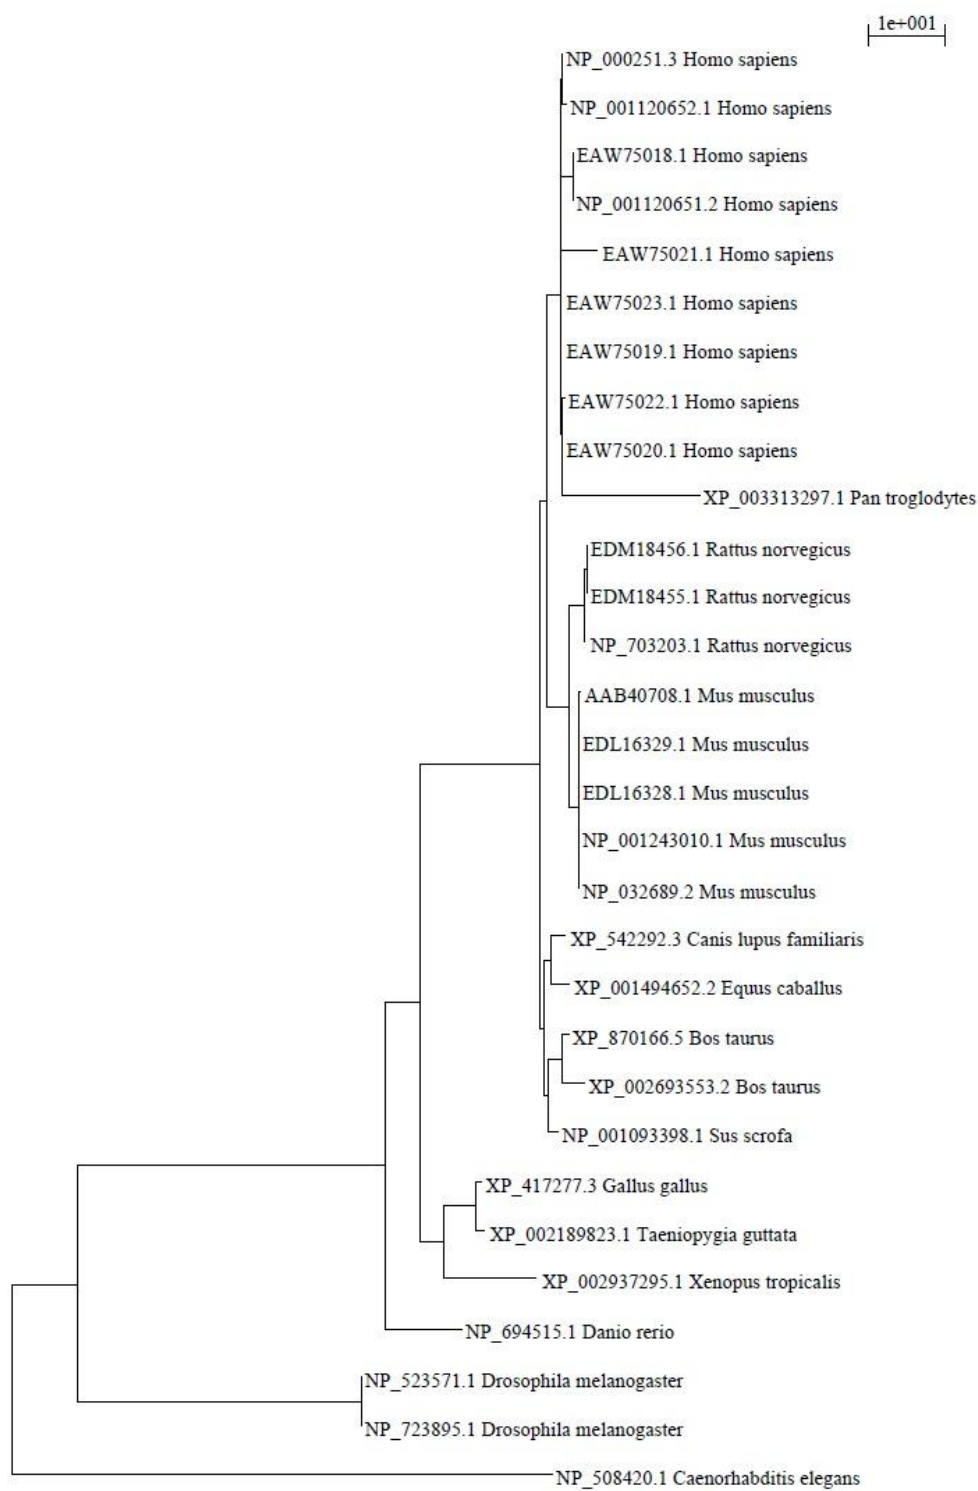 1e+001
NP_000251.3 Homo sapiens
NP_001120652.1 Homo sapiens
EAW75018.1 Homo sapiens
NP_001120651.2 Homo sapiens
EAW75021.1 Homo sapiens
EAW75023.1 Homo sapiens
EAW75019.1 Homo sapiens
EAW75022.1 Homo sapiens
EAW75020.1 Homo sapiens
XP_003313297.1 Pan troglodytes
EDM18456.1 Rattus norvegicus
EDM18455.1 Rattus norvegicus
NP_703203.1 Rattus norvegicus
AAB40708.1 Mus musculus
EDL16329.1 Mus musculus
EDL16328.1 Mus musculus
NP_001243010.1 Mus musculus
NP_032689.2 Mus musculus
XP_542292.3 Canis lupus familiaris
XP_001494652.2 Equus caballus
XP_870166.5 Bos taurus
XP_002693553.2 Bos taurus
NP_001093398.1 Sus scrofa
XP_417277.3 Gallus gallus
XP_002189823.1 Taeniopygia guttata
XP_002937295.1 Xenopus tropicalis
NP_694515.1 Danio rerio
NP_523571.1 Drosophila melanogaster
NP_723895.1 Drosophila melanogaster
NP_508420.1 Caenorhabditis elegans